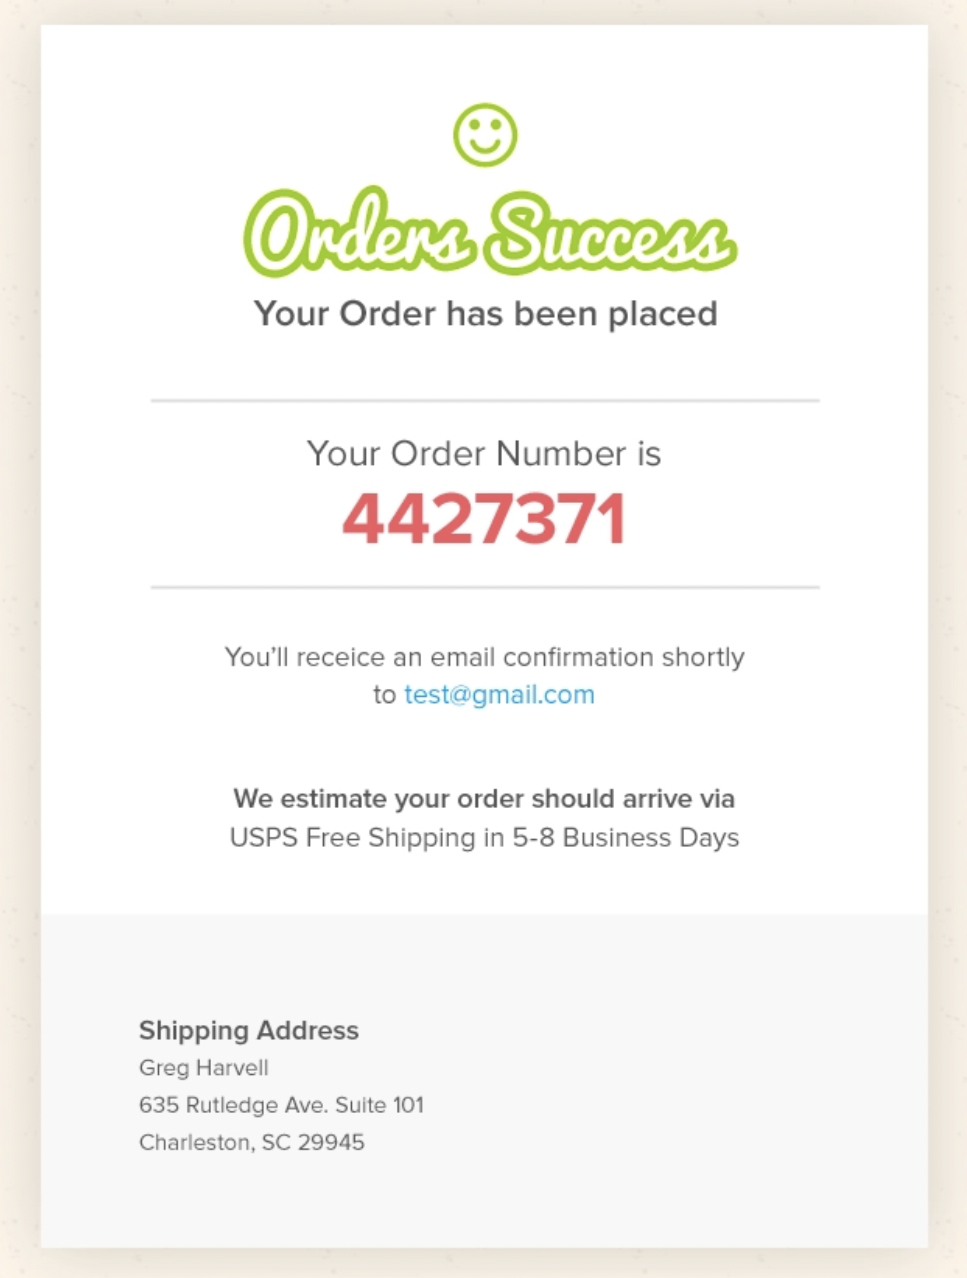 Orders Success
Your Order has been placed
Your Order Number is
4427371
You'll receice an email confirmation shortly
to test@gmail.com
We estimate your order should arrive via
USPS Free Shipping in 5-8 Business Days
Shipping Address
Greg Harvell
635 Rutledge Ave. Suite 101
Charleston, SC 29945